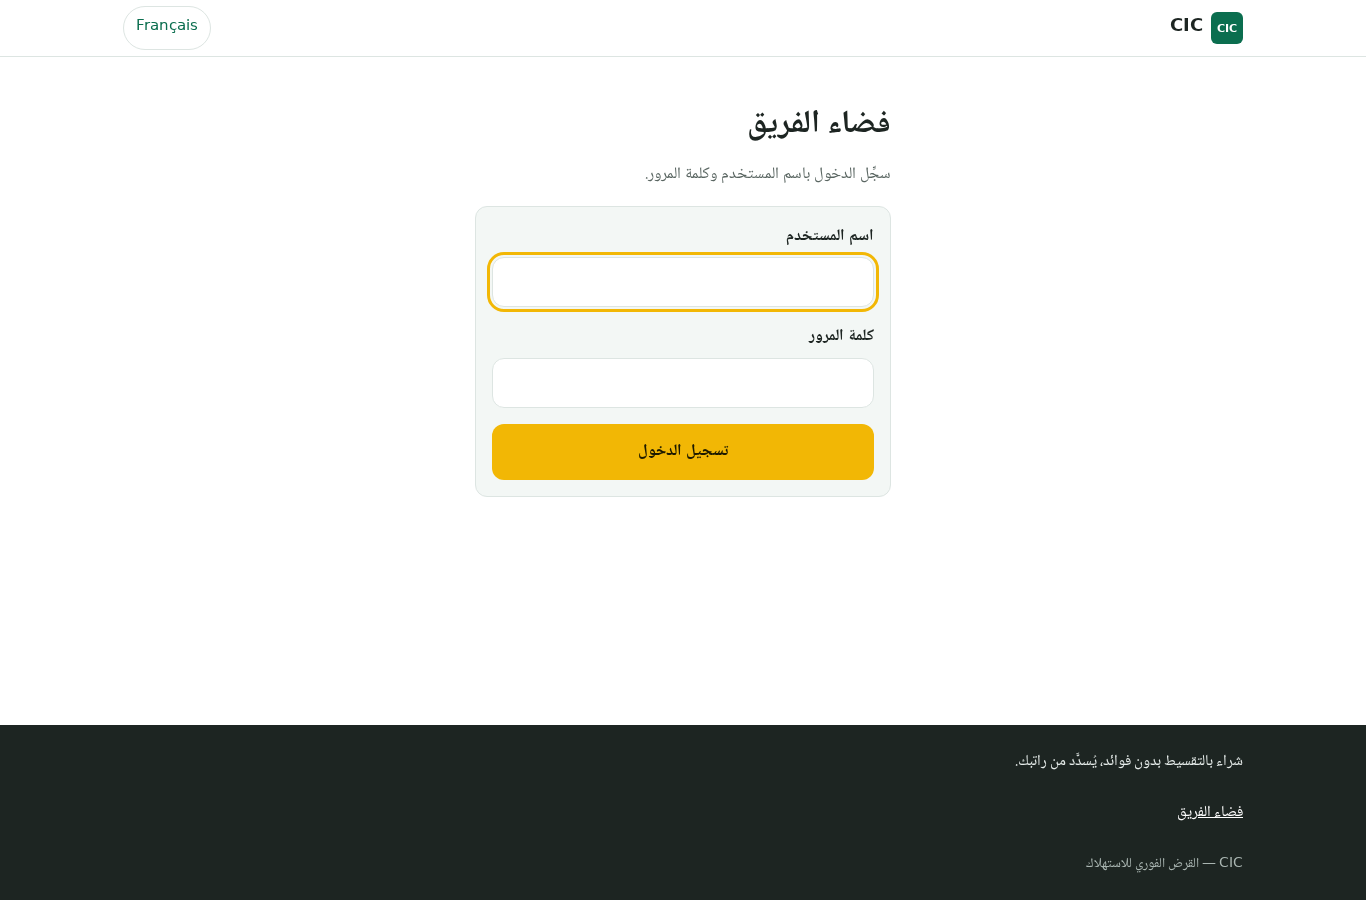 CIC CIC
Français
فضاء الفريق
سجِّل الدخول باسم المستخدم وكلمة المرور.
اسم المستخدم
كلمة المرور
تسجيل الدخول
شراء بالتقسيط بدون فوائد، يُسدَّد من راتبك.
فضاء الفريق
CIC — القرض الفوري للاستهلاك